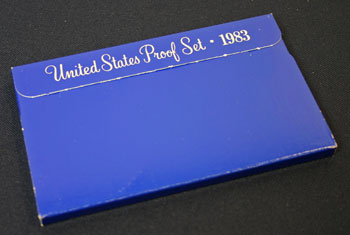 United States Proof Set · 1983